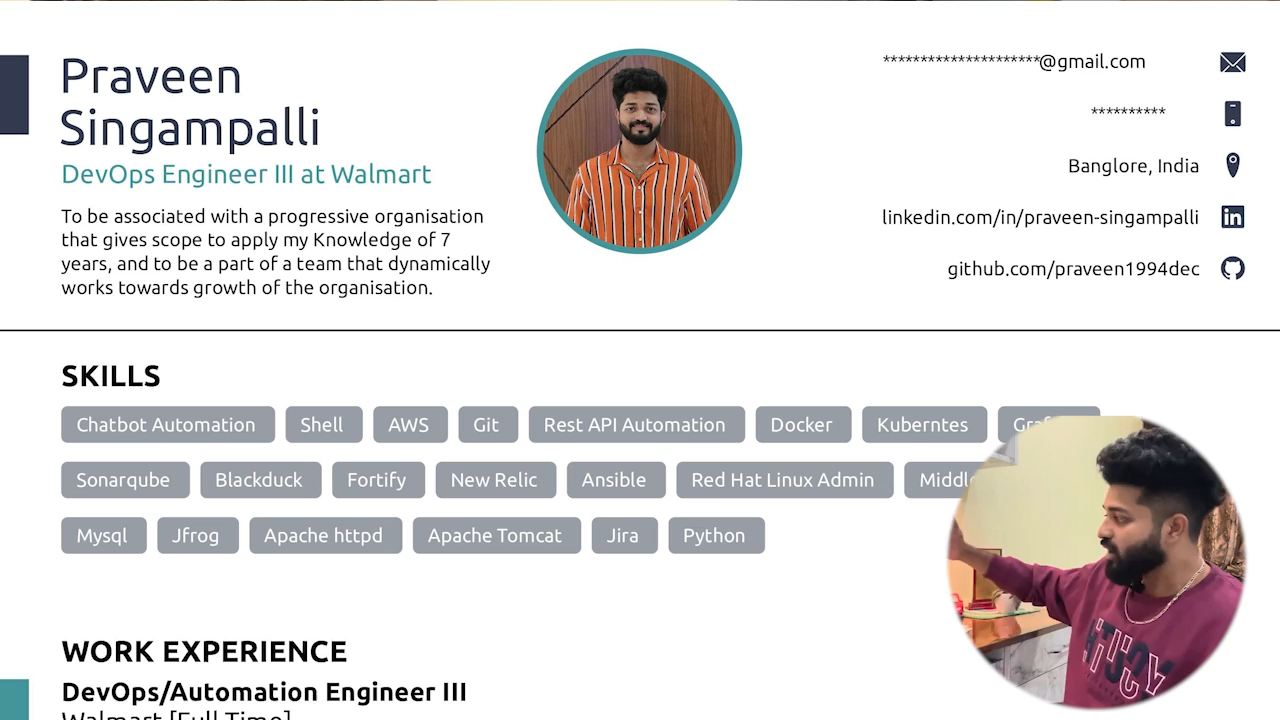 Praveen
Singampalli
DevOps Engineer III at Walmart
To be associated with a progressive organisation
that gives scope to apply my Knowledge of 7
years, and to be a part of a team that dynamically
works towards growth of the organisation.
********************@gmail.com
**********
Banglore, India
linkedin.com/in/praveen-singampalli
github.com/praveen1994dec
SKILLS
Chatbot Automation Shell AWS Git Rest API Automation Docker Kuberntes
Sonarqube Blackduck Fortify New Relic Ansible Red Hat Linux Admin
Mysql Jfrog Apache httpd Apache Tomcat Jira Python
WORK EXPERIENCE
DevOps/Automation Engineer III
Walmart [Full Time]